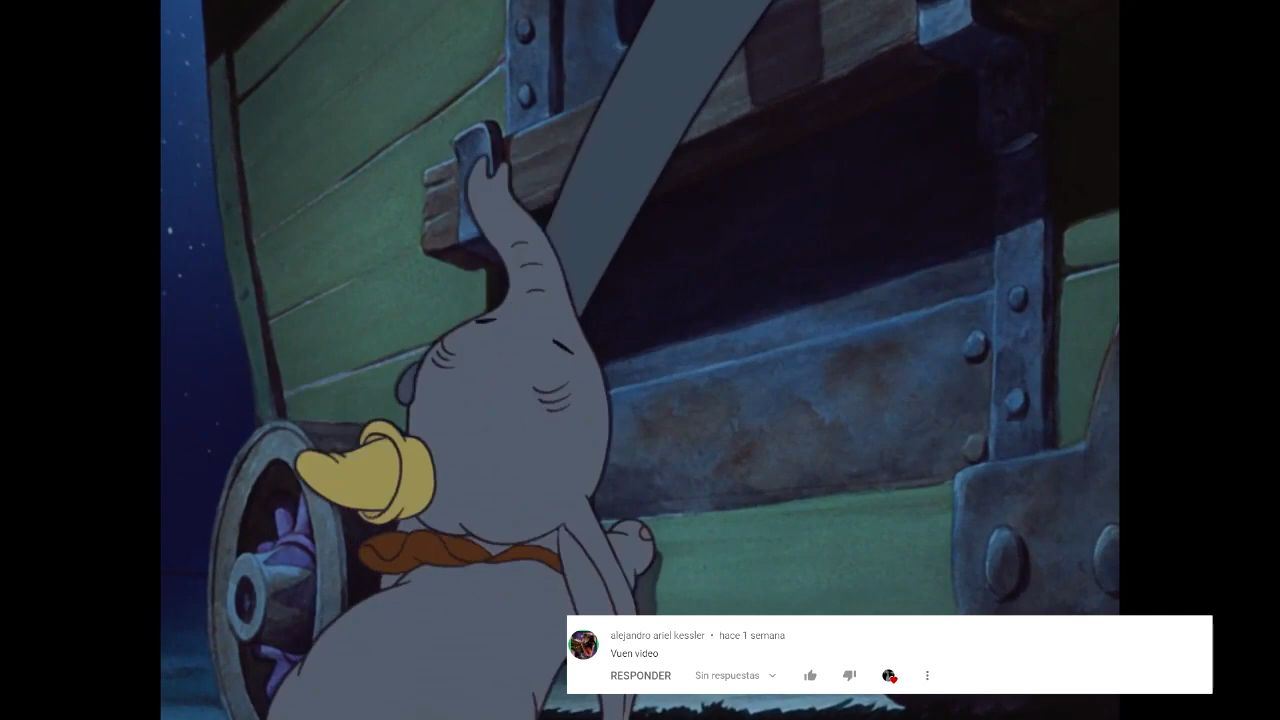 alejandro ariel kessler • hace 1 semana
Vuen video
RESPONDER Sin respuestas